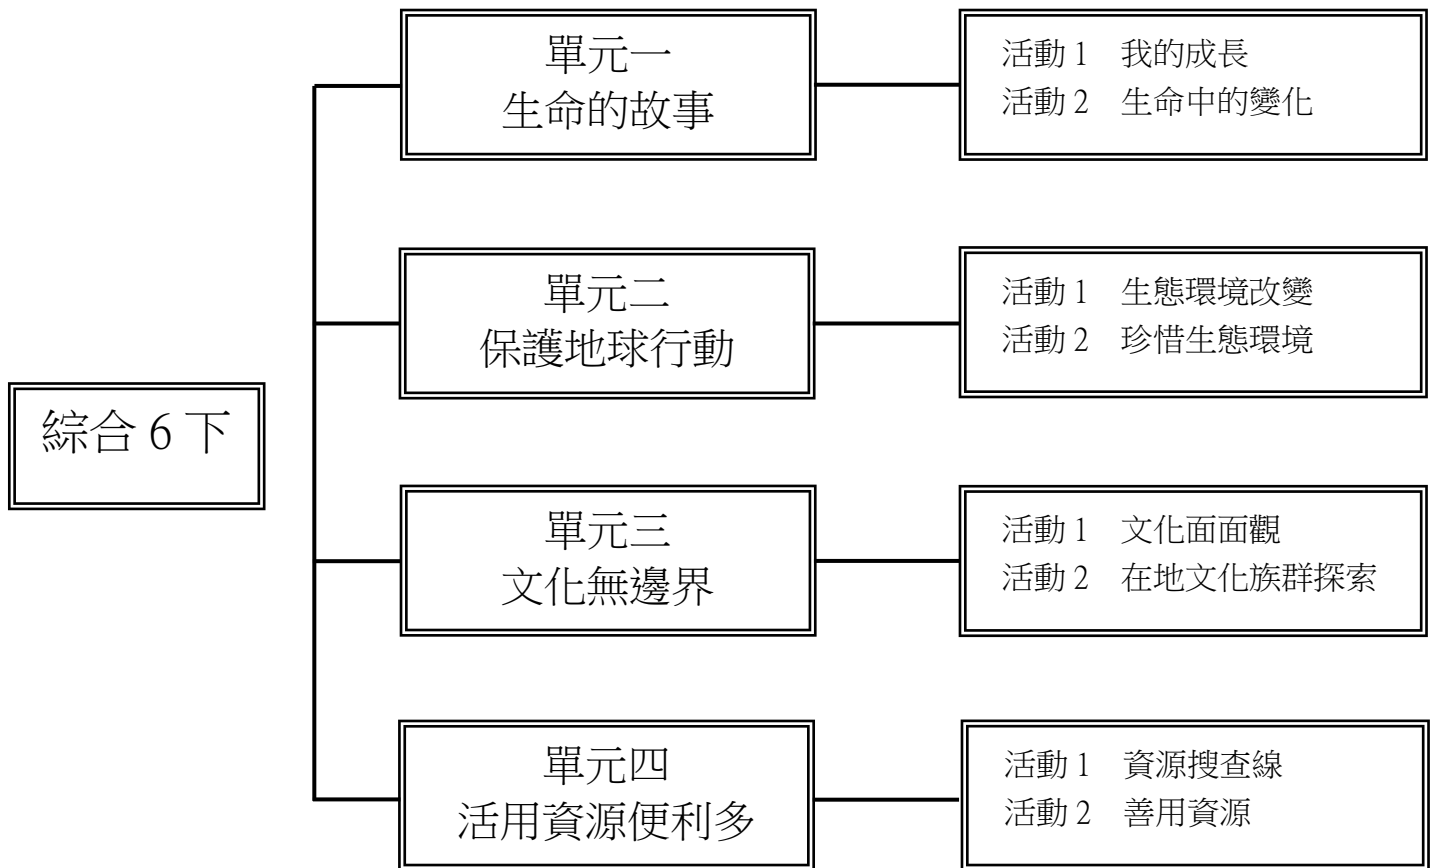 單元一
生命的故事
活動 1 我的成長
活動 2 生命中的變化
單元二
保護地球行動
活動 1 生態環境改變
活動 2 珍惜生態環境
綜合 6 下
單元三
文化無邊界
活動 1 文化面面觀
活動 2 在地文化族群探索
單元四
活用資源便利多
活動 1 資源搜查線
活動 2 善用資源